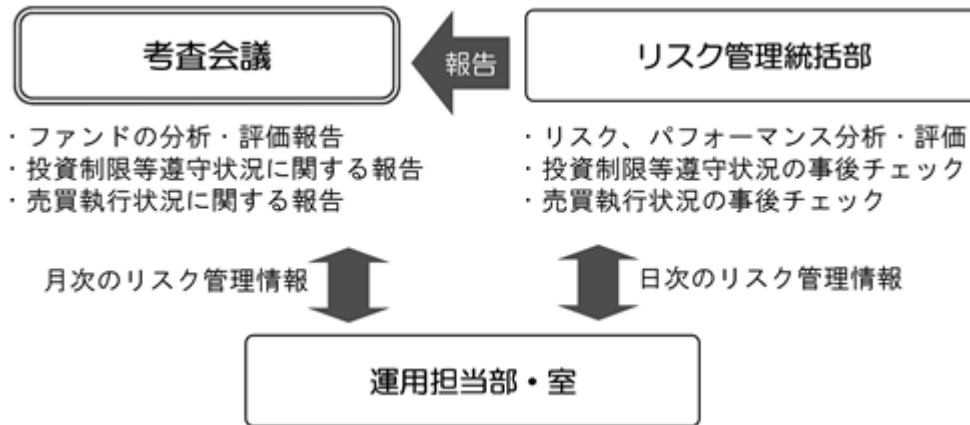 考査会議
報告
リスク管理統括部
・ファンドの分析・評価報告
・投資制限等遵守状況に関する報告
・売買執行状況に関する報告
・リスク、パフォーマンス分析・評価
・投資制限等遵守状況の事後チェック
・売買執行状況の事後チェック
月次のリスク管理情報
日次のリスク管理情報
運用担当部・室